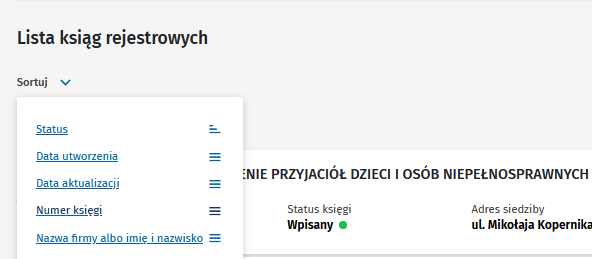 Lista ksiąg rejestrowych
Sortuj
Status
Data utworzenia
Data aktualizacji
Numer księgi
Nazwa firmy albo imię i nazwisko
PRZYJACIÓŁ DZIECI I OSÓB NIEPEŁNOSPRAWNYCH
Status księgi
Wpisany
Adres siedziby
ul. Mikołaja Kopernika